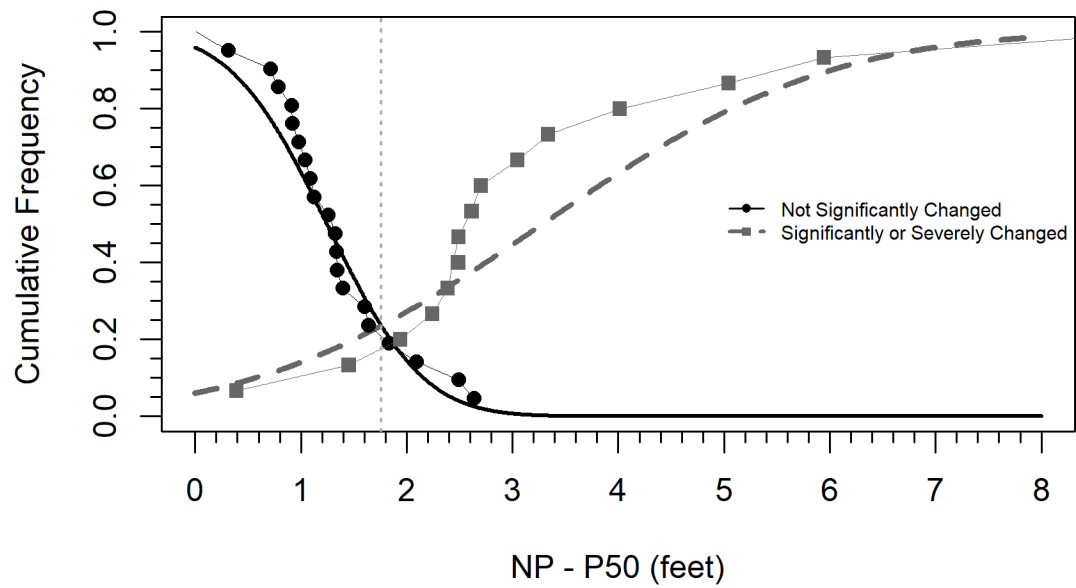 Cumulative Frequency
1.0
0.8
0.6
0.4
0.2
0.0
Not Significantly Changed
Significantly or Severely Changed
0 1 2 3 4 5 6 7 8
NP - P50 (feet)